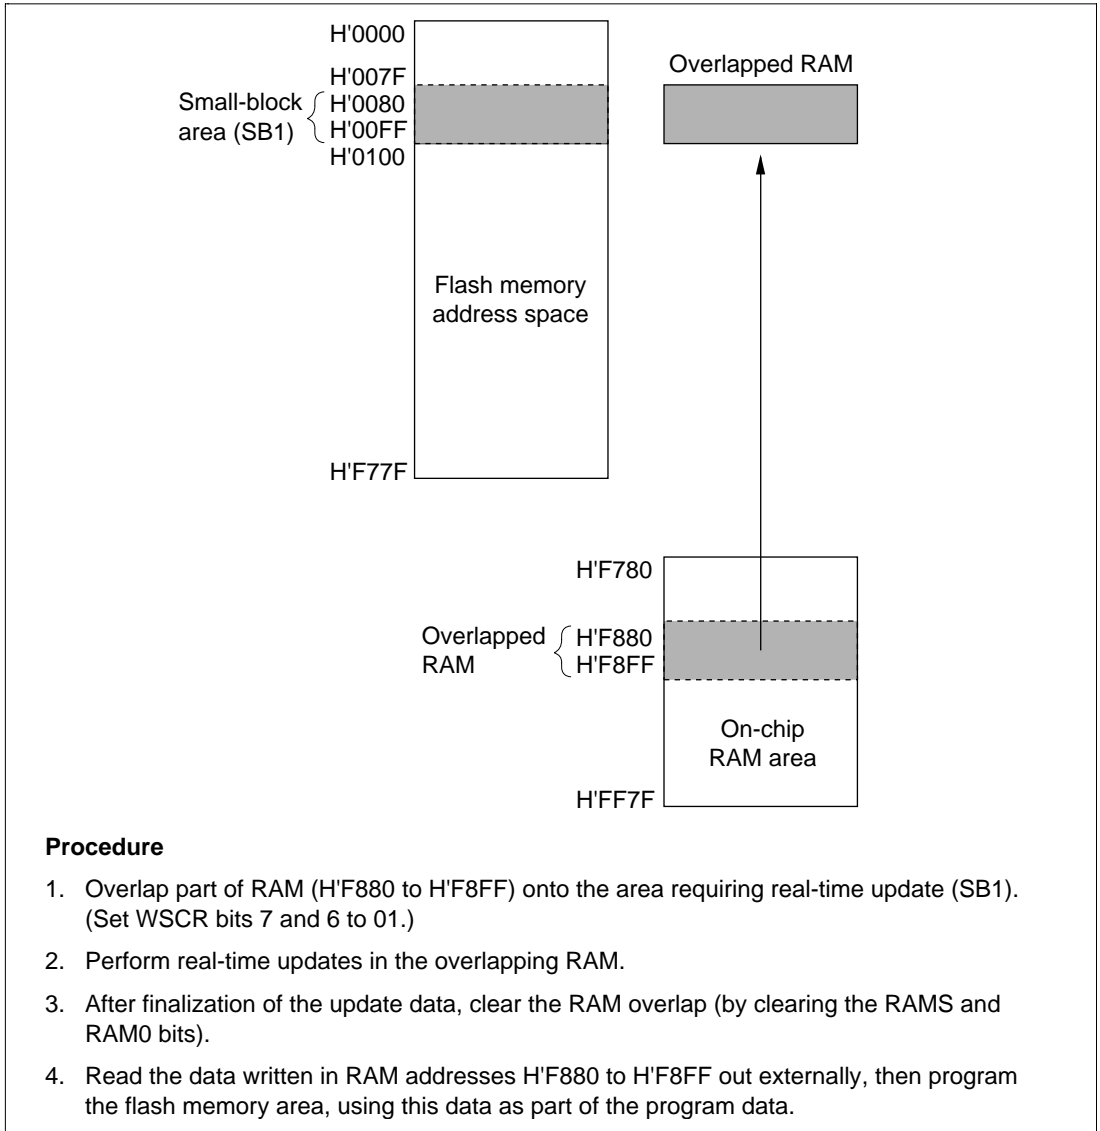 H'0000
H'007F
Small-block
area (SB1)
H'0080
H'00FF
H'0100
Overlapped RAM
Flash memory
address space
H'F77F
H'F780
Overlapped
RAM
H'F880
H'F8FF
On-chip
RAM area
H'FF7F
Procedure
1. Overlap part of RAM (H'F880 to H'F8FF) onto the area requiring real-time update (SB1).
(Set WSCR bits 7 and 6 to 01.)
2. Perform real-time updates in the overlapping RAM.
3. After finalization of the update data, clear the RAM overlap (by clearing the RAMS and
RAM0 bits).
4. Read the data written in RAM addresses H'F880 to H'F8FF out externally, then program
the flash memory area, using this data as part of the program data.